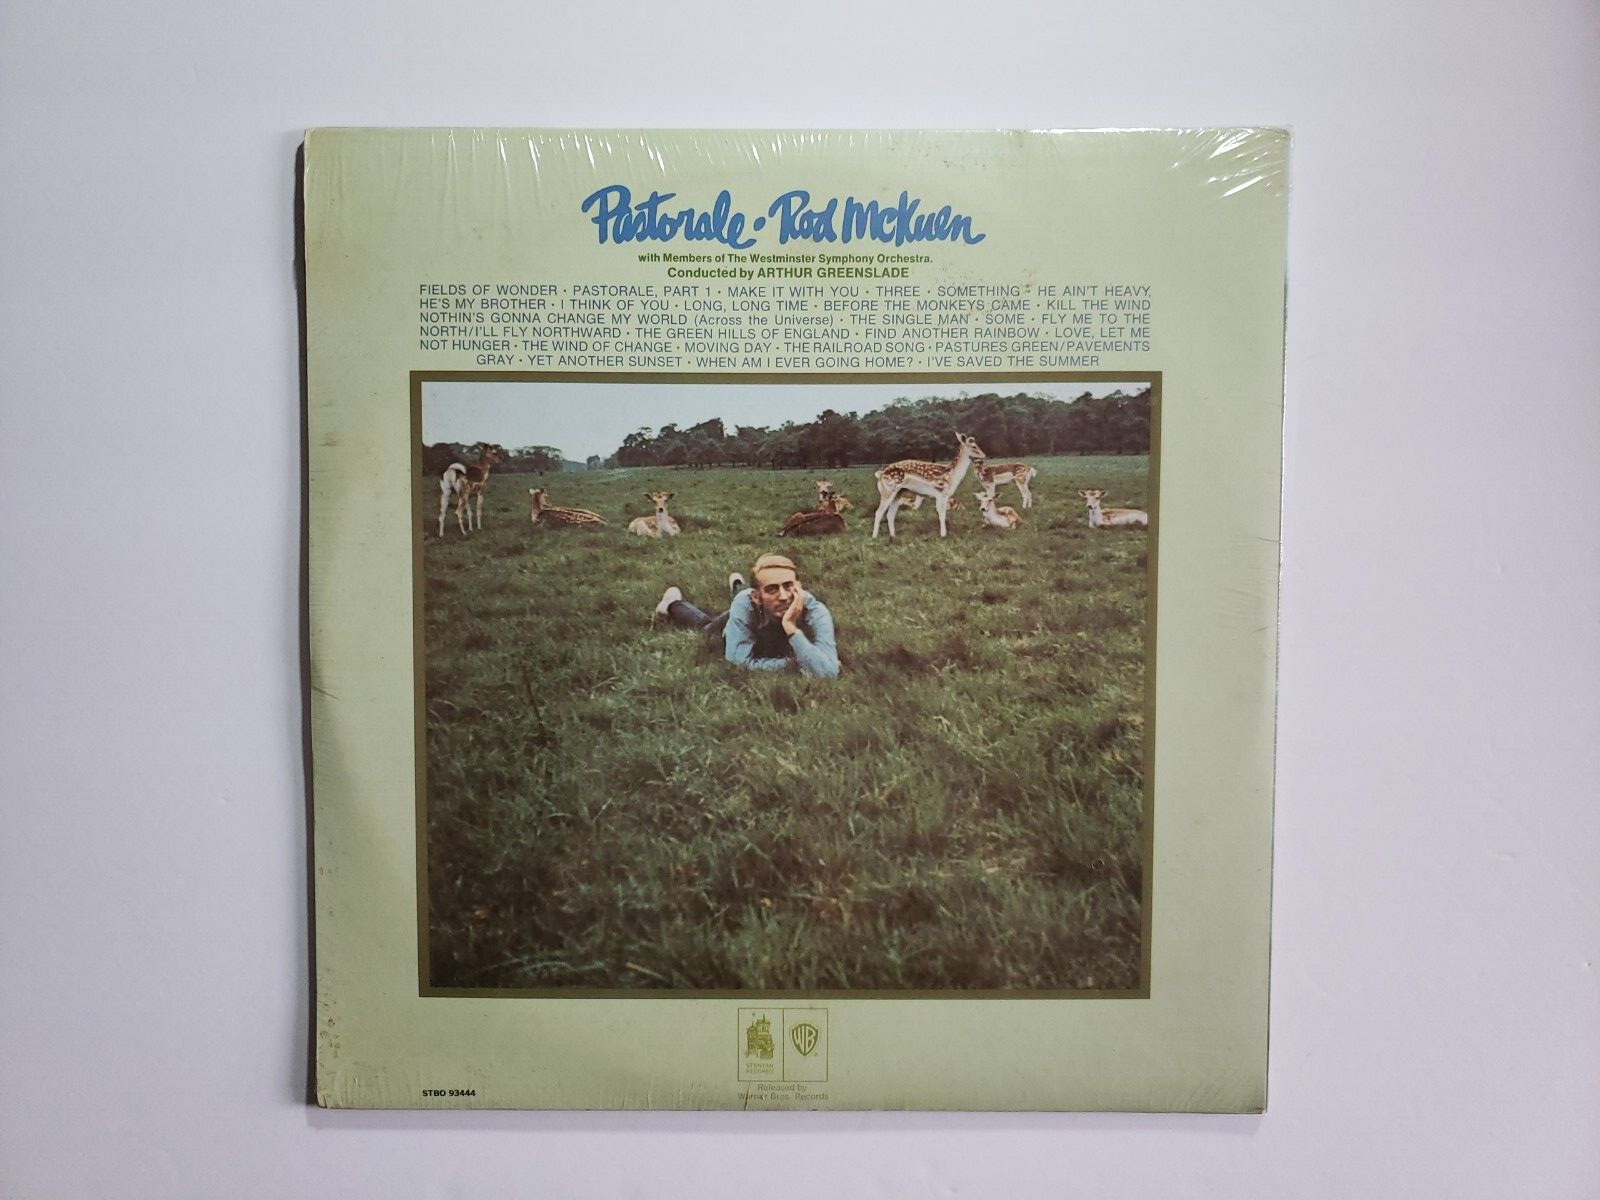 Pastorale • Rod McKuen
with Members of The Westminster Symphony Orchestra.
Conducted by ARTHUR GREENSLADE
FIELDS OF WONDER • PASTORALE, PART 1 • MAKE IT WITH YOU • THREE • SOMETHING • HE AIN'T HEAVY,
HE'S MY BROTHER • I THINK OF YOU • LONG, LONG TIME • BEFORE THE MONKEYS CAME • KILL THE WIND
NOTHIN'S GONNA CHANGE MY WORLD (Across the Universe) • THE SINGLE MAN • SOME • FLY ME TO THE
NORTH/I'LL FLY NORTHWARD • THE GREEN HILLS OF ENGLAND • FIND ANOTHER RAINBOW • LOVE, LET ME
NOT HUNGER • THE WIND OF CHANGE • MOVING DAY • THE RAILROAD SONG • PASTURES GREEN/PAVEMENTS
GRAY • YET ANOTHER SUNSET • WHEN AM I EVER GOING HOME? • I'VE SAVED THE SUMMER
STANYAN
RECORDS
WB
Released by
Warner Bros. Records
STBD 93444